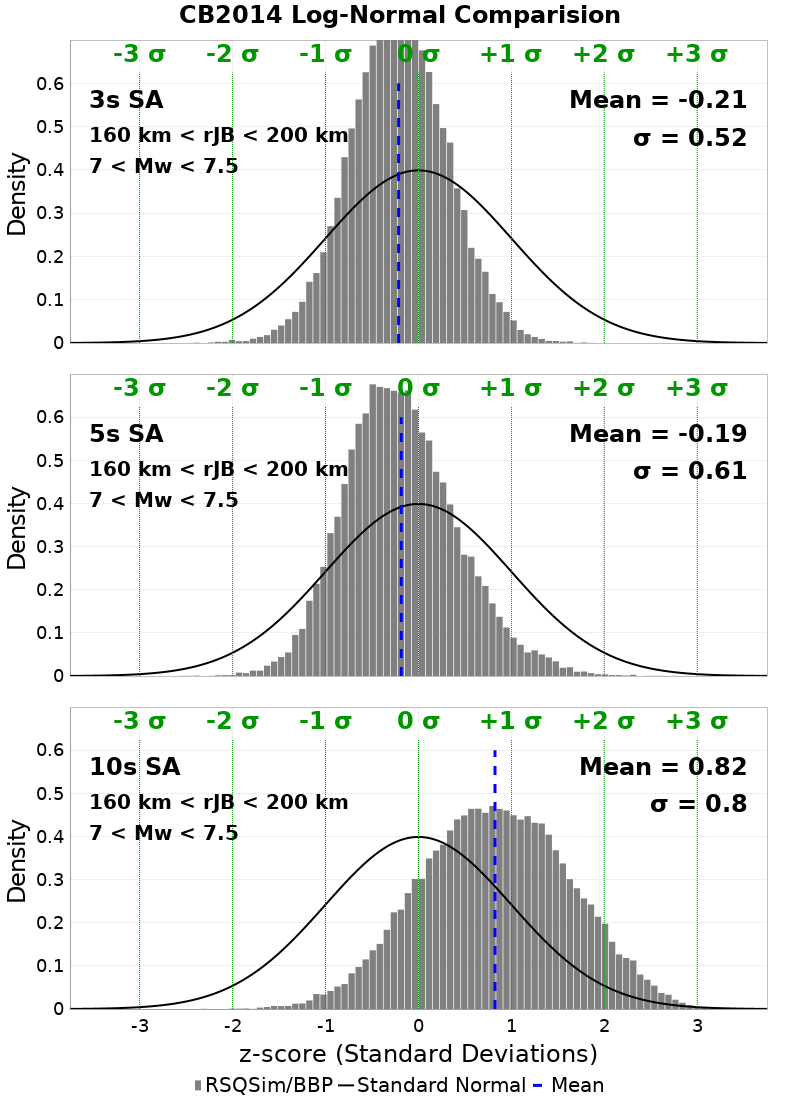 CB2014 Log-Normal Comparision
-3 σ -2 σ -1 σ 0 σ +1 σ +2 σ +3 σ
3s SA
160 km < rJB < 200 km
7 < Mw < 7.5
Mean = -0.21
σ = 0.52
Density
0.6
0.5
0.4
0.3
0.2
0.1
0
-3 σ -2 σ -1 σ 0 σ +1 σ +2 σ +3 σ
5s SA
160 km < rJB < 200 km
7 < Mw < 7.5
Mean = -0.19
σ = 0.61
Density
0.6
0.5
0.4
0.3
0.2
0.1
0
-3 σ -2 σ -1 σ 0 σ +1 σ +2 σ +3 σ
10s SA
160 km < rJB < 200 km
7 < Mw < 7.5
Mean = 0.82
σ = 0.8
Density
0.6
0.5
0.4
0.3
0.2
0.1
0
-3 -2 -1 0 1 2 3
z-score (Standard Deviations)
RSQSim/BBP Standard Normal Mean